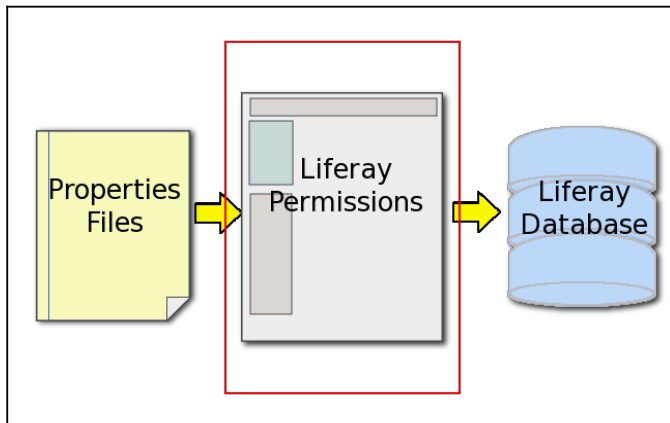 Properties
Files
Liferay
Permissions
Liferay
Database